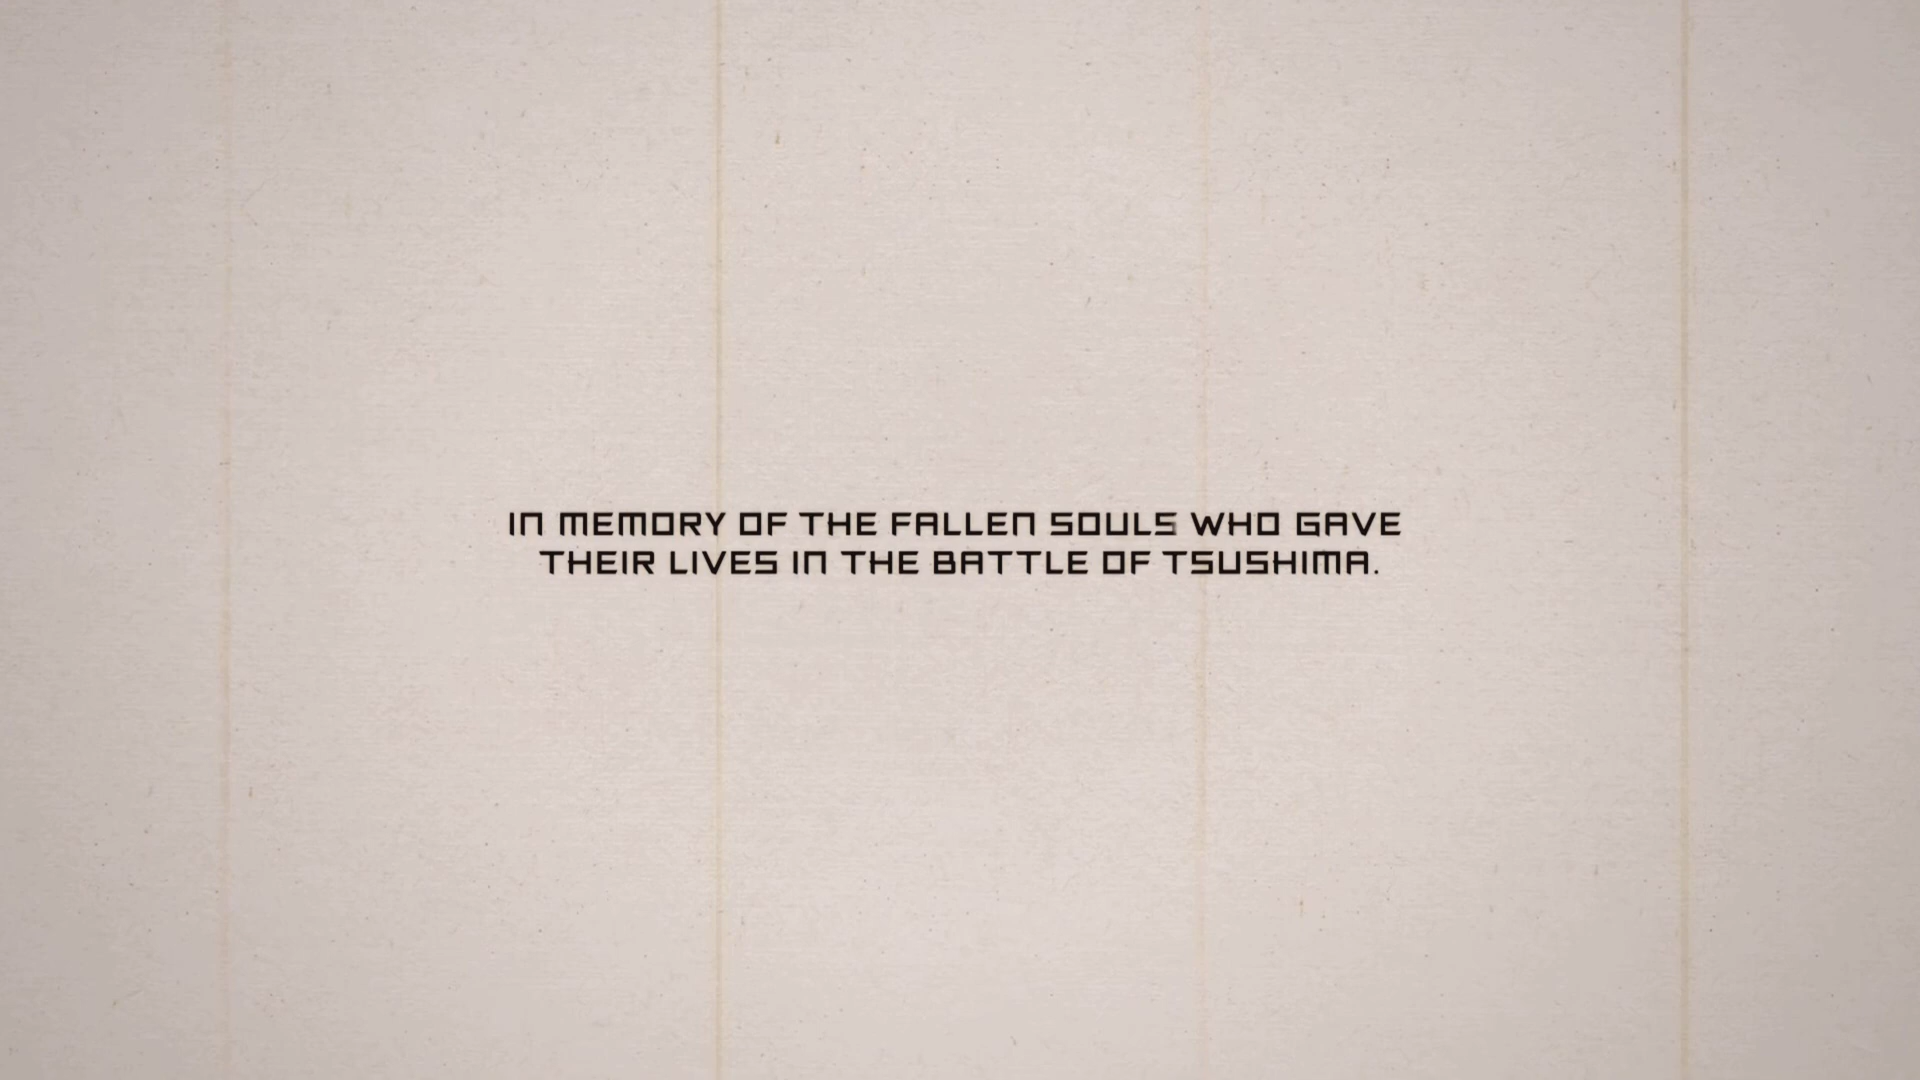 IN MEMORY OF THE FALLEN SOULS WHO GAVE
THEIR LIVES IN THE BATTLE OF TSUSHIMA.